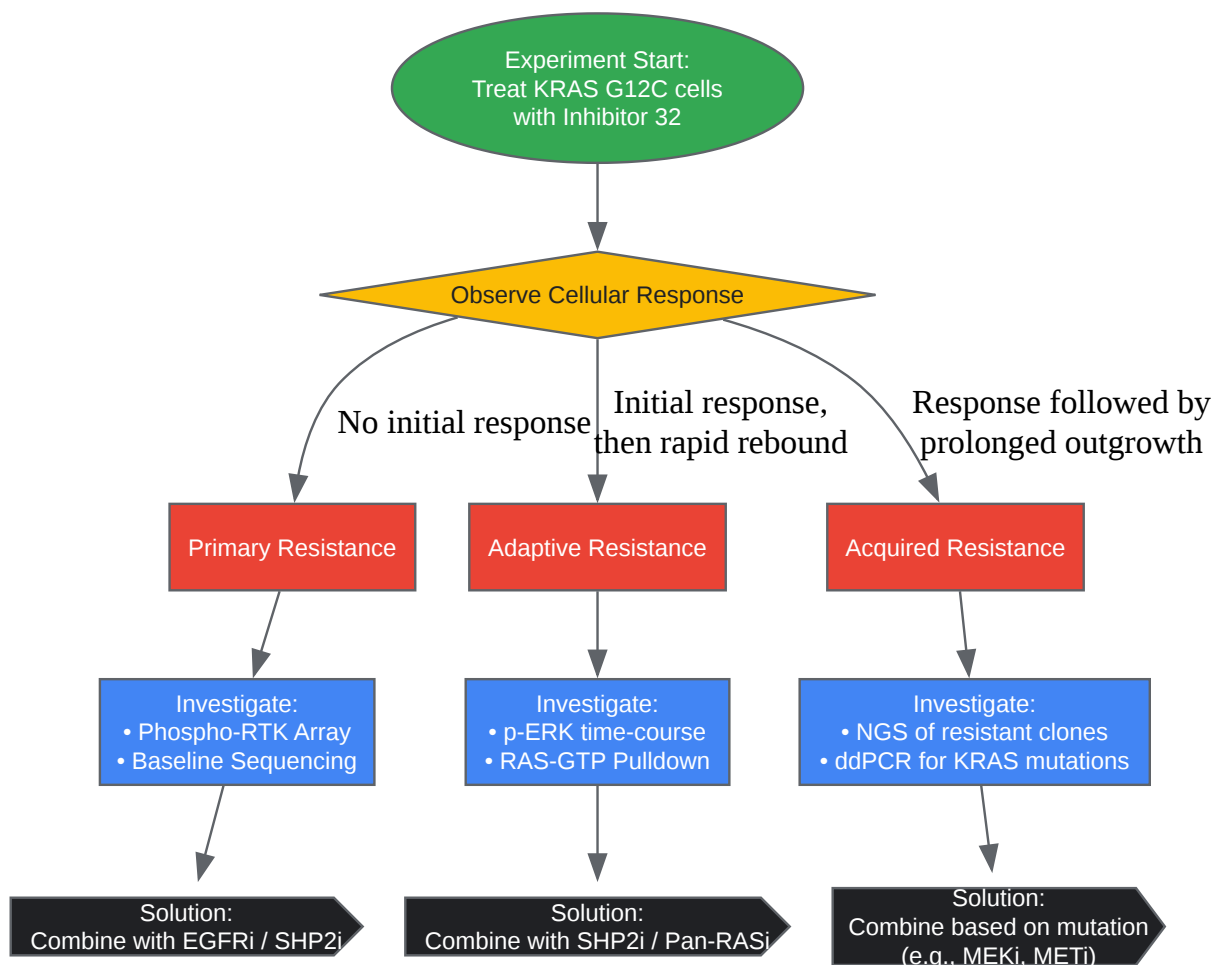 Experiment Start:
Treat KRAS G12C cells
with Inhibitor 32
Observe Cellular Response
No initial response
Initial response,
then rapid rebound
Response followed by
prolonged outgrowth
Primary Resistance
Adaptive Resistance
Acquired Resistance
Investigate:
• Phospho-RTK Array
• Baseline Sequencing
Investigate:
• p-ERK time-course
• RAS-GTP Pulldown
Investigate:
• NGS of resistant clones
• ddPCR for KRAS mutations
Solution:
Combine with EGFRi / SHP2i
Solution:
Combine with SHP2i / Pan-RASi
Solution:
Combine based on mutation
(e.g., MEKi, METi)